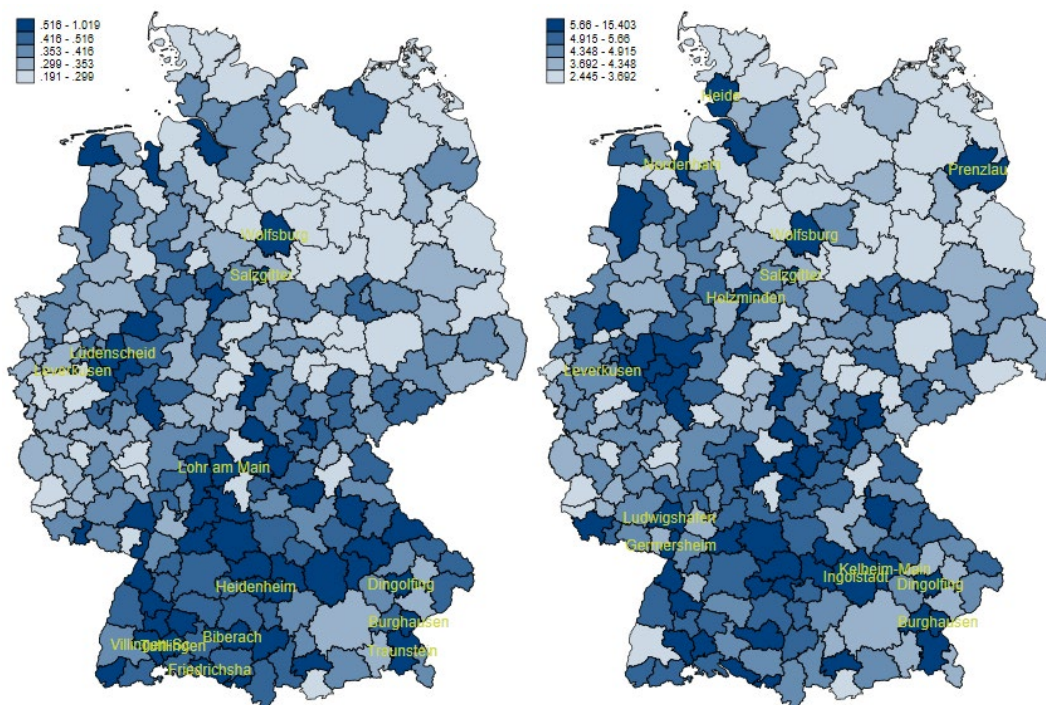 .516 - 1.019
.416 - .516
.353 - .416
.299 - .353
.191 - .299
Wolfsburg
Salzgitter
Lüdenscheid
Leverkusen
Lohr am Main
Heidenheim
Dingolfing
Biberach
Burghausen
Traunstein
Friedrichsha
5.66 - 15.403
4.915 - 5.66
4.348 - 4.915
3.692 - 4.348
2.445 - 3.692
Heide
Nordenham
Prenzlau
Wolfsburg
Salzgitter
Holzminden
Leverkusen
Ludwigshafen
Germersheim
Kelheim-Main
Ingolstadt
Dingolfing
Burghausen